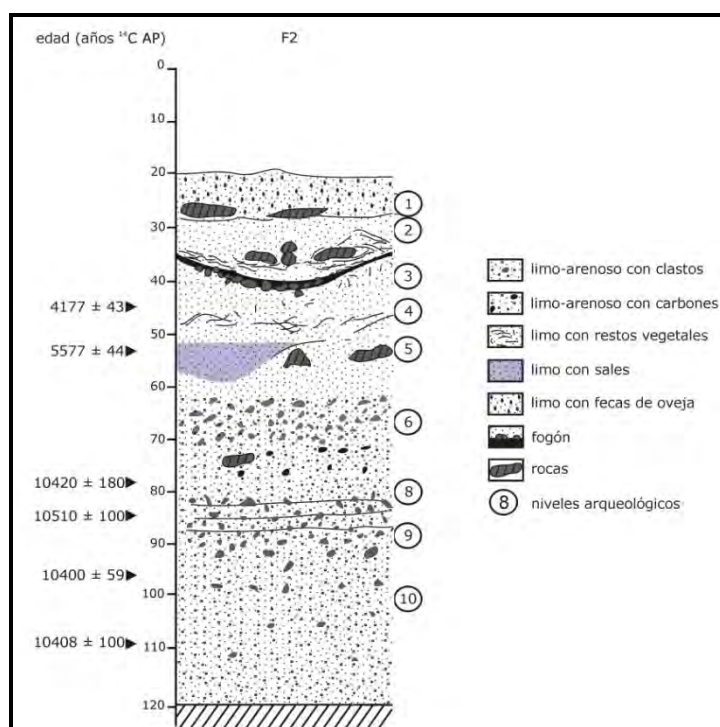 edad (años ¹⁴C AP) F2
0
10
20
30
40
50
60
70
80
90
100
110
120
4177 ± 43
5577 ± 44
10420 ± 180
10510 ± 100
10400 ± 59
10408 ± 100
1
2
3
4
5
6
8
9
10
limo-arenoso con clastos
limo-arenoso con carbones
limo con restos vegetales
limo con sales
limo con fecas de oveja
fogón
rocas
8 niveles arqueológicos